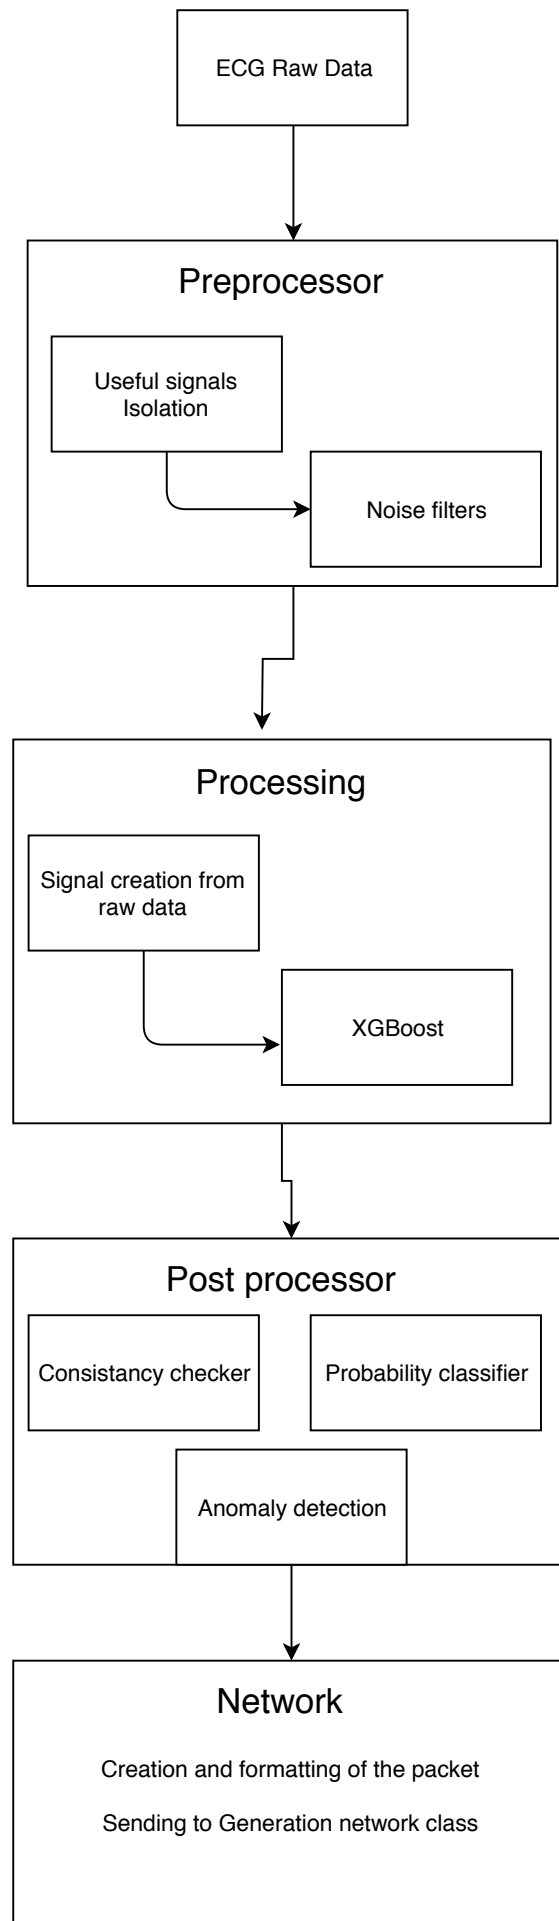 ECG Raw Data
Preprocessor
Useful signals
Isolation
Noise filters
Processing
Signal creation from
raw data
XGBoost
Post processor
Consistancy checker
Probability classifier
Anomaly detection
Network
Creation and formatting of the packet
Sending to Generation network class